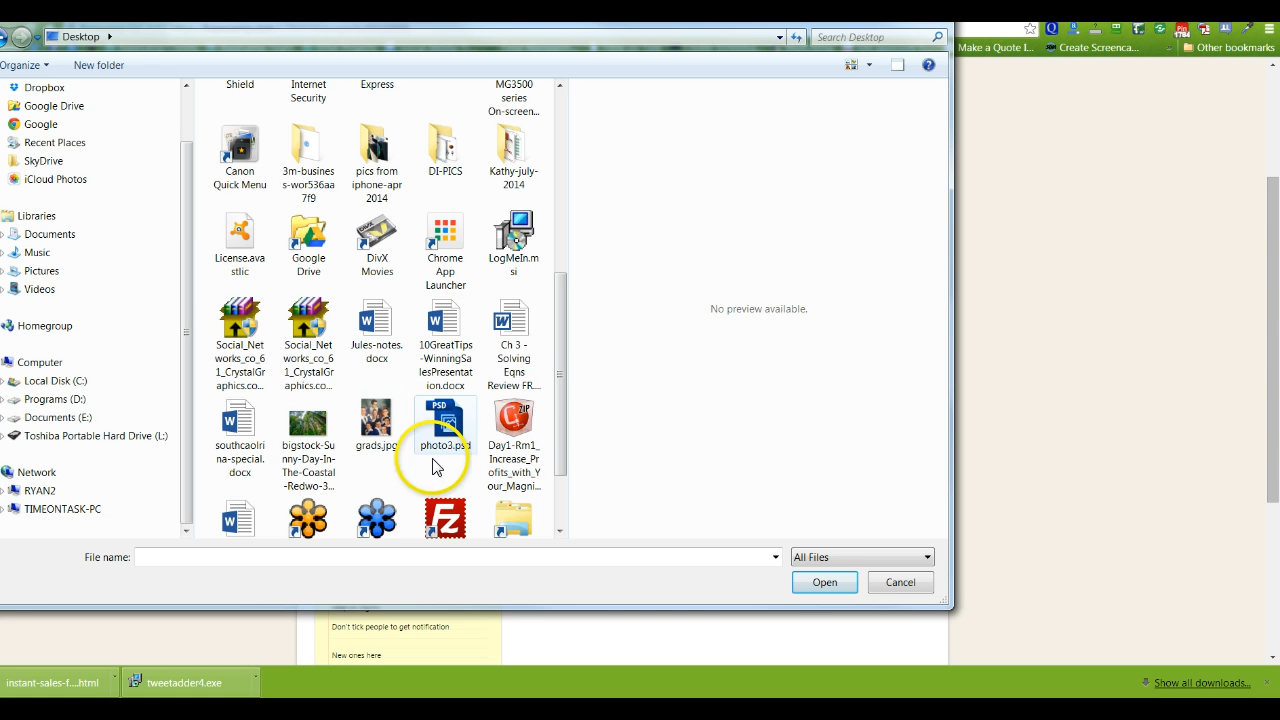 Desktop
Search Desktop
Make a Quote I...
Create Screenca...
»
Other bookmarks
Organize
New folder
Dropbox
Google Drive
Google
Recent Places
SkyDrive
iCloud Photos
Libraries
Documents
Music
Pictures
Videos
Homegroup
Computer
Local Disk (C:)
Programs (D:)
Documents (E:)
Toshiba Portable Hard Drive (L:)
Network
RYAN2
TIMEONTASK-PC
Shield
Internet
Security
Express
MG3500
series
On-screen...
Canon
Quick Menu
3m-busines
s-wor536aa
7f9
pics from
iphone-apr
2014
DI-PICS
Kathy-july-
2014
License.ava
stlic
Google
Drive
DivX
Movies
Chrome
App
Launcher
LogMeIn.m
si
Social_Net
works_co_6
1_CrystalGr
aphics.co...
Social_Net
works_co_6
1_CrystalGr
aphics.co...
Jules-notes.
docx
10GreatTips
-WinningSa
lesPresentat
ion.docx
Ch 3 -
Solving
Eqns
Review FR...
southcaolri
na-special.
docx
bigstock-Su
nny-Day-In-
The-Coastal
-Redwo-3...
grads.jpg
PSD
photo3.psd
ZIP
Day1-Rm1_
Increase_Pr
ofits_with_Y
our_Magni...
FZ
No preview available.
File name:
All Files
Open
Cancel
Don't tick people to get notification
New ones here
instant-sales-f....html
tweetadder4.exe
Show all downloads...